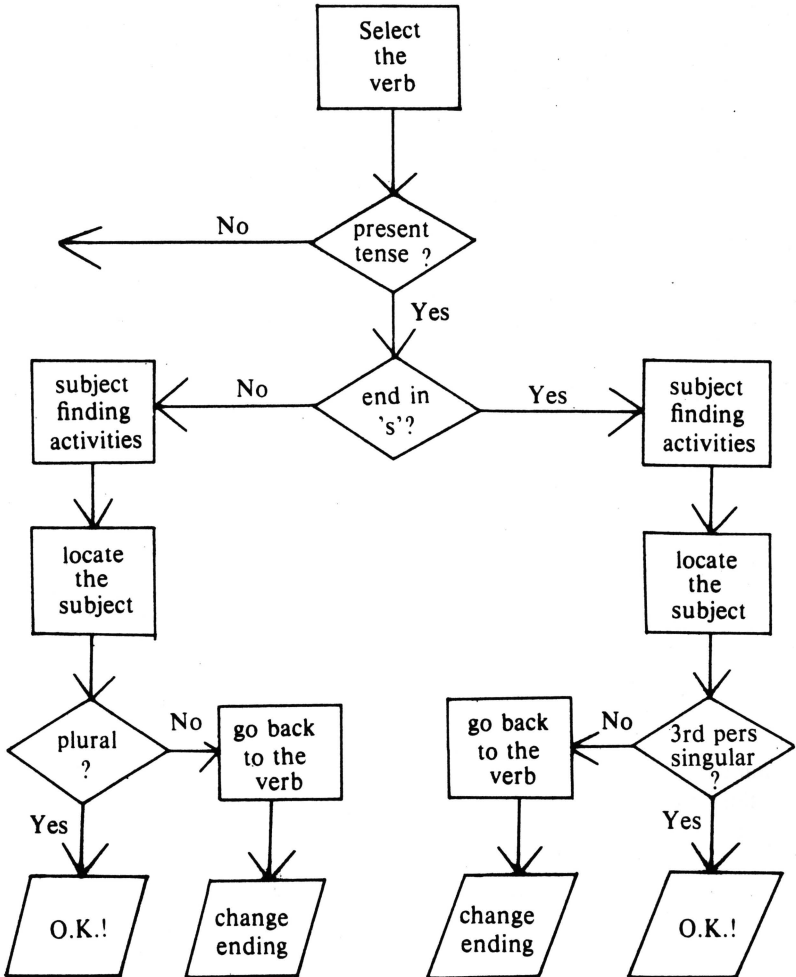 Select
the
verb
No
present
tense ?
Yes
subject
finding
activities
No
end in
's'?
Yes
subject
finding
activities
locate
the
subject
locate
the
subject
plural
?
No
go back
to the
verb
go back
to the
verb
No
3rd pers
singular
?
Yes
Yes
O.K.!
change
ending
change
ending
O.K.!